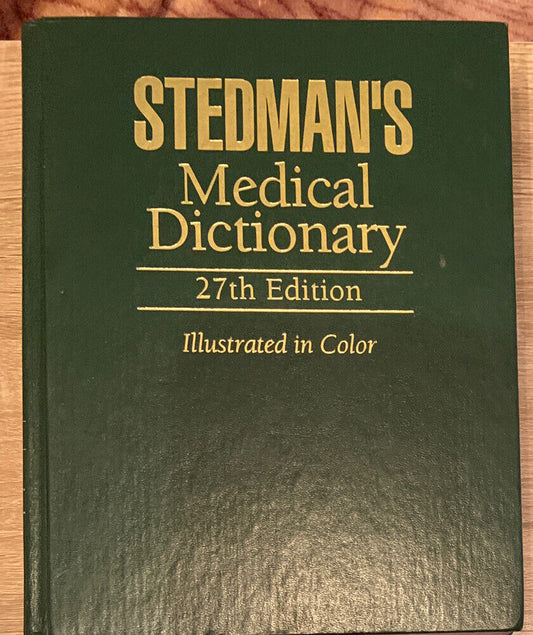 STEDMAN'S
Medical
Dictionary
27th Edition
Illustrated in Color